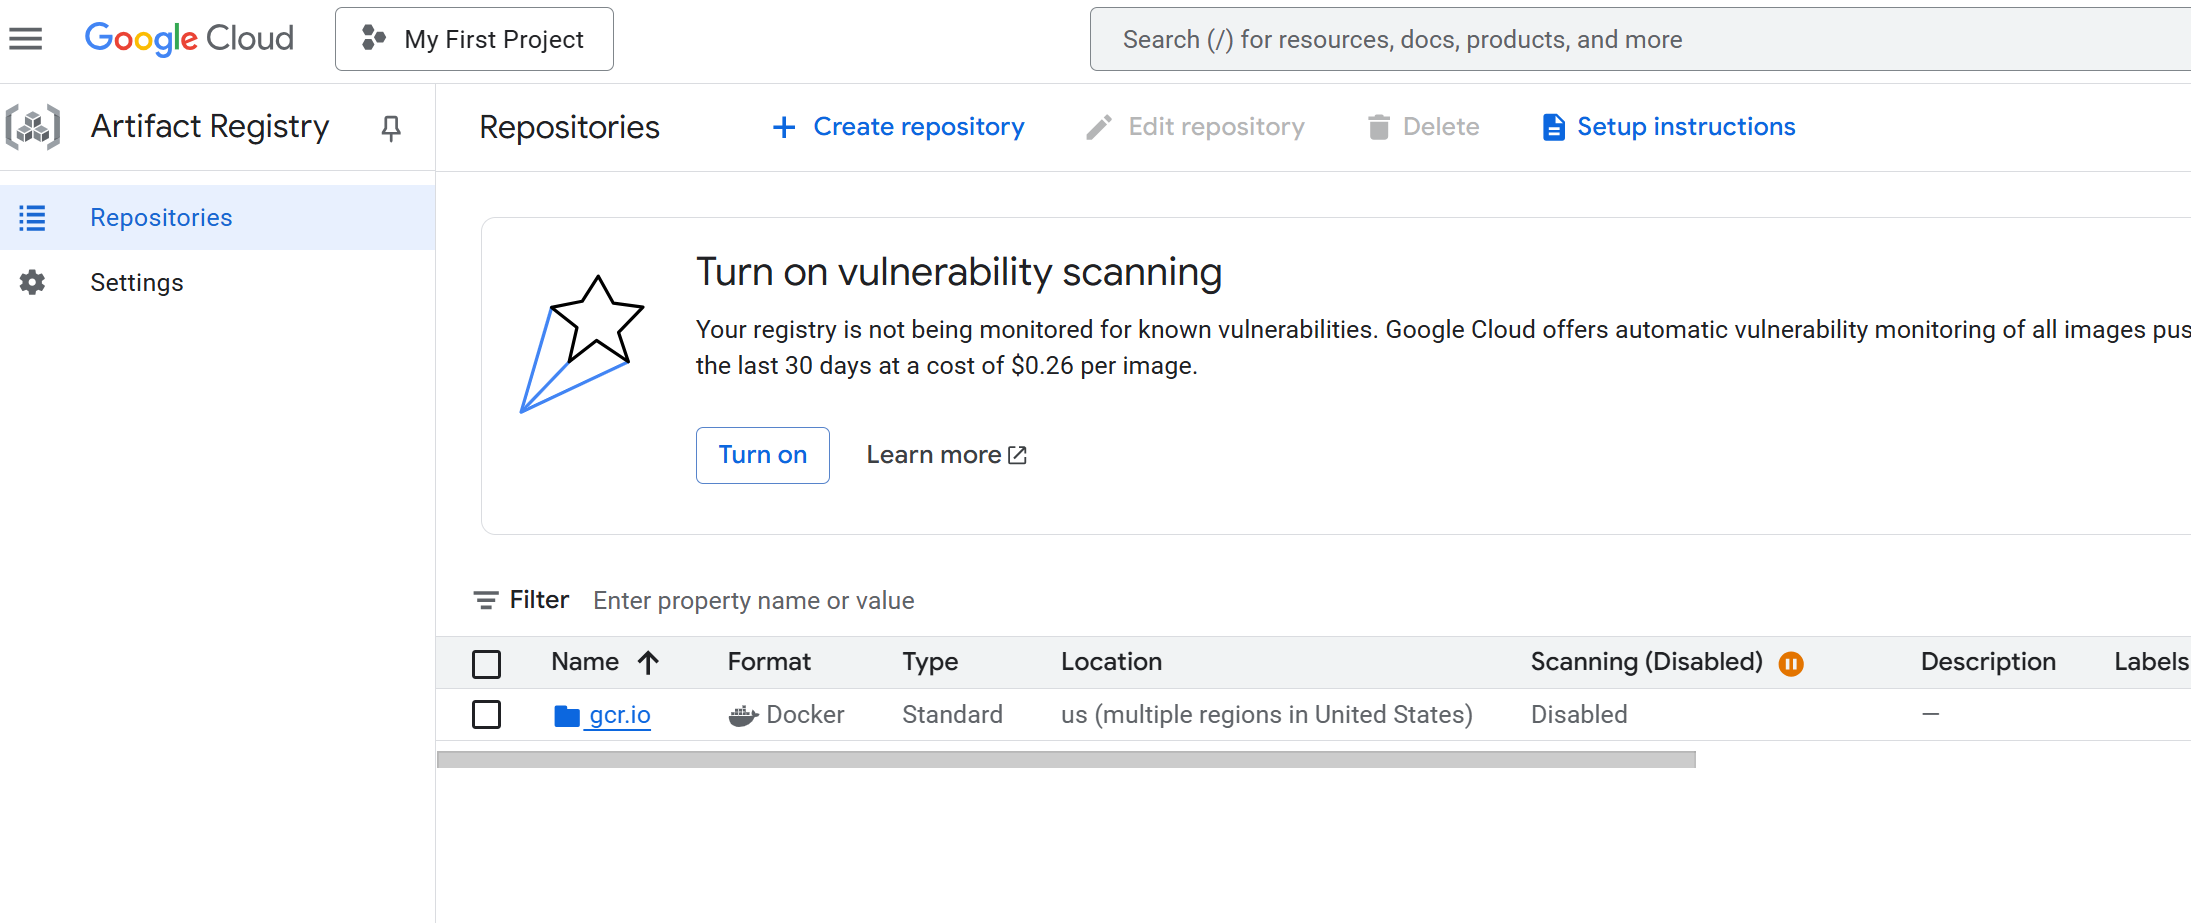 Google Cloud
My First Project
Search (/) for resources, docs, products, and more
Artifact Registry
Repositories
Create repository
Edit repository
Delete
Setup instructions
Repositories
Settings
Turn on vulnerability scanning
Your registry is not being monitored for known vulnerabilities. Google Cloud offers automatic vulnerability monitoring of all images
the last 30 days at a cost of $0.26 per image.
Turn on
Learn more
Filter
Enter property name or value
Name Format Type Location Scanning (Disabled) Description Labels
gcr.io Docker Standard us (multiple regions in United States) Disabled —